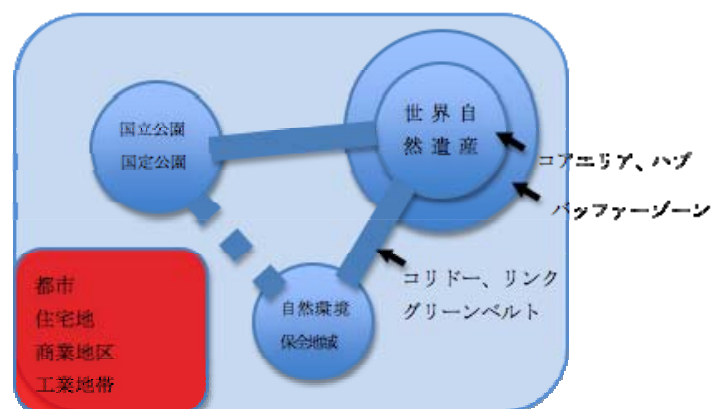 世界自
然遺産
国立公園
国定公園
コアエリア、ハブ
バッファーゾーン
コリドー、リンク
グリーンベルト
自然環境
保全地域
都市
住宅地
商業地区
工業地帯